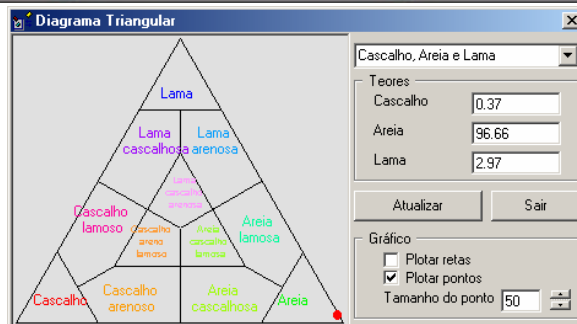 Diagrama Triangular
Cascalho, Areia e Lama
Teores
Cascalho 0.37
Areia 96.66
Lama 2.97
Atualizar Sair
Gráfico
Plotar retas
Plotar pontos
Tamanho do ponto 50
Lama
Lama
cascalhosa
Lama
arenosa
Lama
cascalho
arenosa
Cascalho
lamoso
Cascalho
areno
lamoso
Areia
cascalho
lamosa
Areia
lamosa
Cascalho
Cascalho
arenoso
Areia
cascalhosa
Areia